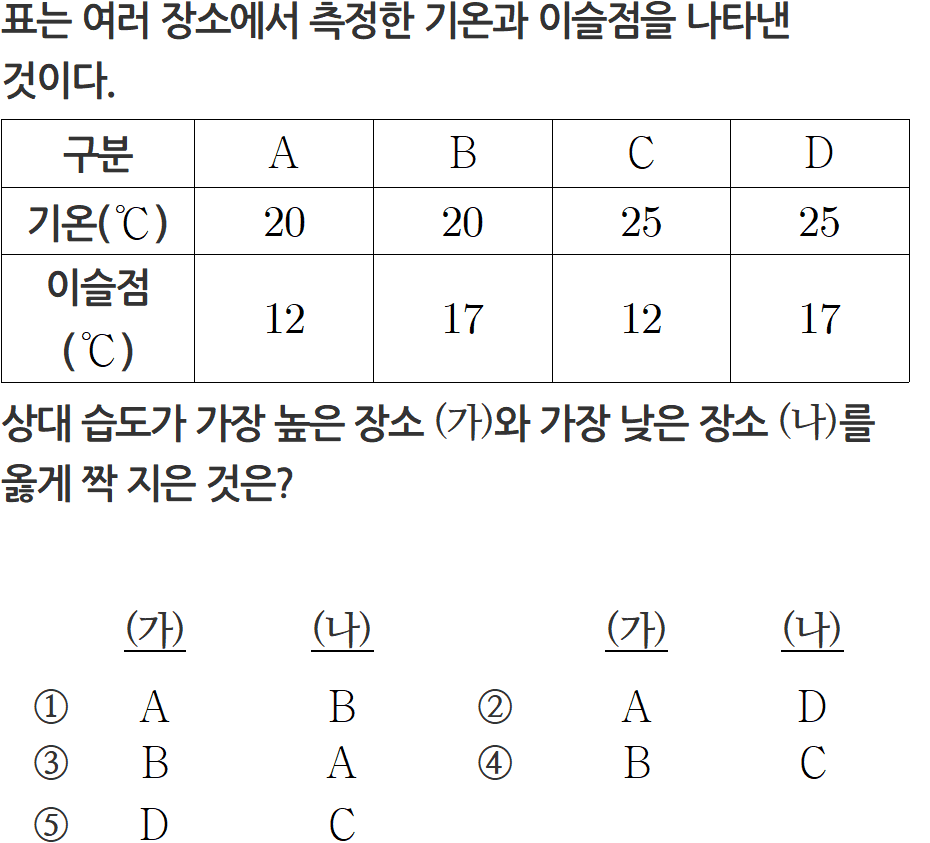 표는 여러 장소에서 측정한 기온과 이슬점을 나타낸
것이다.
구분 A B C D
기온(℃) 20 20 25 25
이슬점
(℃) 12 17 12 17
상대 습도가 가장 높은 장소 (가)와 가장 낮은 장소 (나)를
옳게 짝 지은 것은?
(가) (나) (가) (나)
① A B ② A D
③ B A ④ B C
⑤ D C